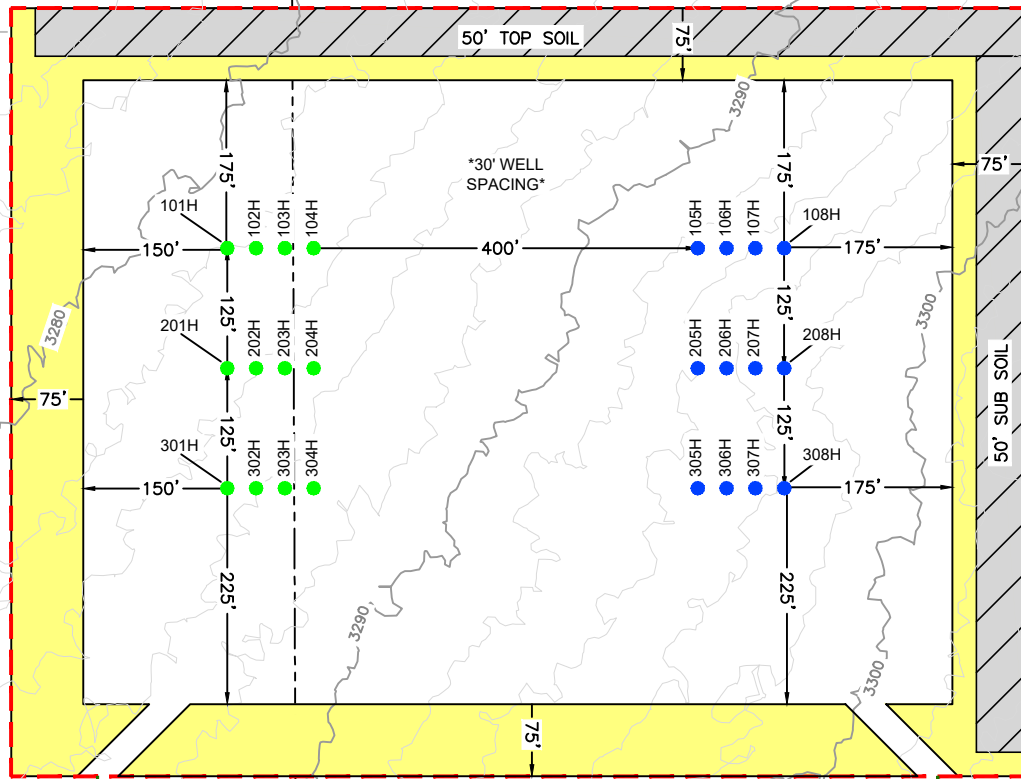 50' TOP SOIL
75'
3290
*30' WELL
SPACING*
175'
175'
75'
101H
102H
103H
104H
105H
106H
107H
108H
150'
400'
175'
3280
125'
125'
3300
201H
202H
203H
204H
205H
206H
207H
208H
75'
125'
125'
50' SUB SOIL
301H
302H
303H
304H
305H
306H
307H
308H
150'
175'
225'
225'
3290
3300
75'